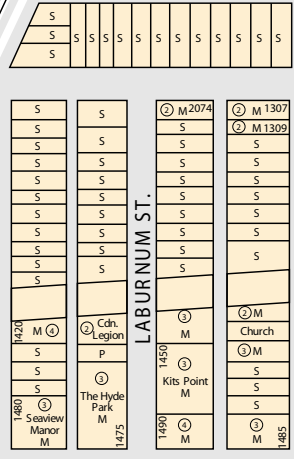 S
S
S
S S S S S S S S S S S S
S
S
S
S
S
S
S
S
S
S
S
1420 M ④
S
S
S
1480 ③
Seaview
Manor
M
S
S
S
S
S
S
S
S
S
② Cdn.
Legion
P
③
The Hyde
Park
M
1475
LABURNUM ST.
② M 2074
S
S
S
S
S
S
S
S
S
③
M
1450 ③
Kits Point
M
1490 ④
M
② M 1307
② M 1309
S
S
S
S
S
S
S
② M
Church
③ M
S
S
S
③
M
1485